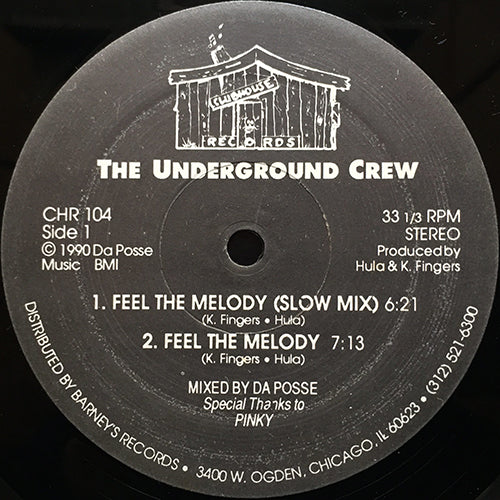 CLUBHOUSE
RECORDS
THE UNDERGROUND CREW
CHR 104
Side 1
© 1990 Da Posse
Music BMI
33 1/3 RPM
STEREO
Produced by
Hula & K. Fingers
1. FEEL THE MELODY (SLOW MIX) 6:21
(K. Fingers • Hula)
2. FEEL THE MELODY 7:13
(K. Fingers • Hula)
MIXED BY DA POSSE
Special Thanks to
PINKY
DISTRIBUTED BY BARNEY'S RECORDS • 3400 W. OGDEN, CHICAGO, IL 60623 • (312) 521-6300